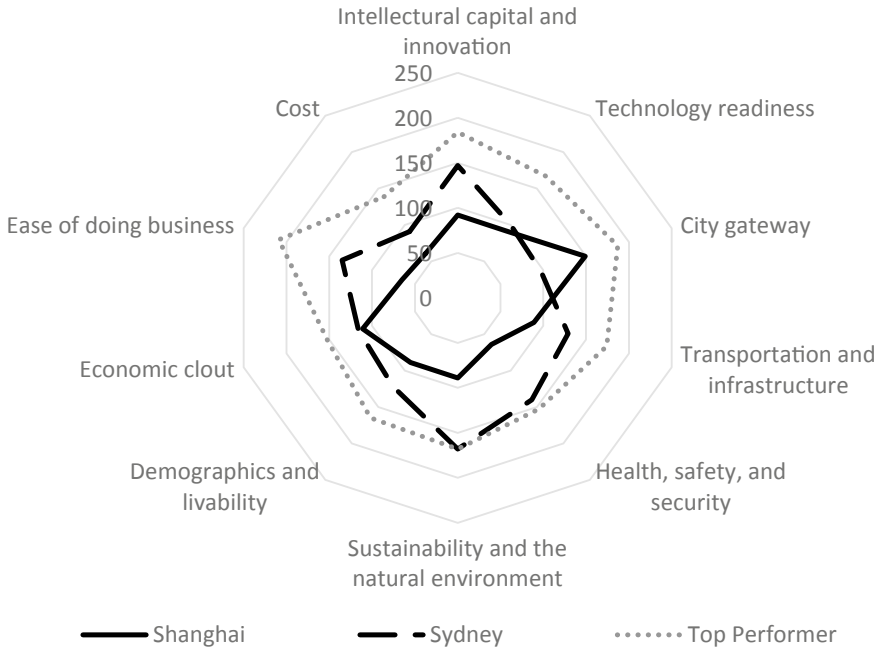 Intellectural capital and
innovation
250
Cost
200
Technology readiness
150
100
Ease of doing business
50
City gateway
0
Economic clout
Transportation and
infrastructure
Demographics and
livability
Health, safety, and
security
Sustainability and the
natural environment
Shanghai
Sydney
Top Performer